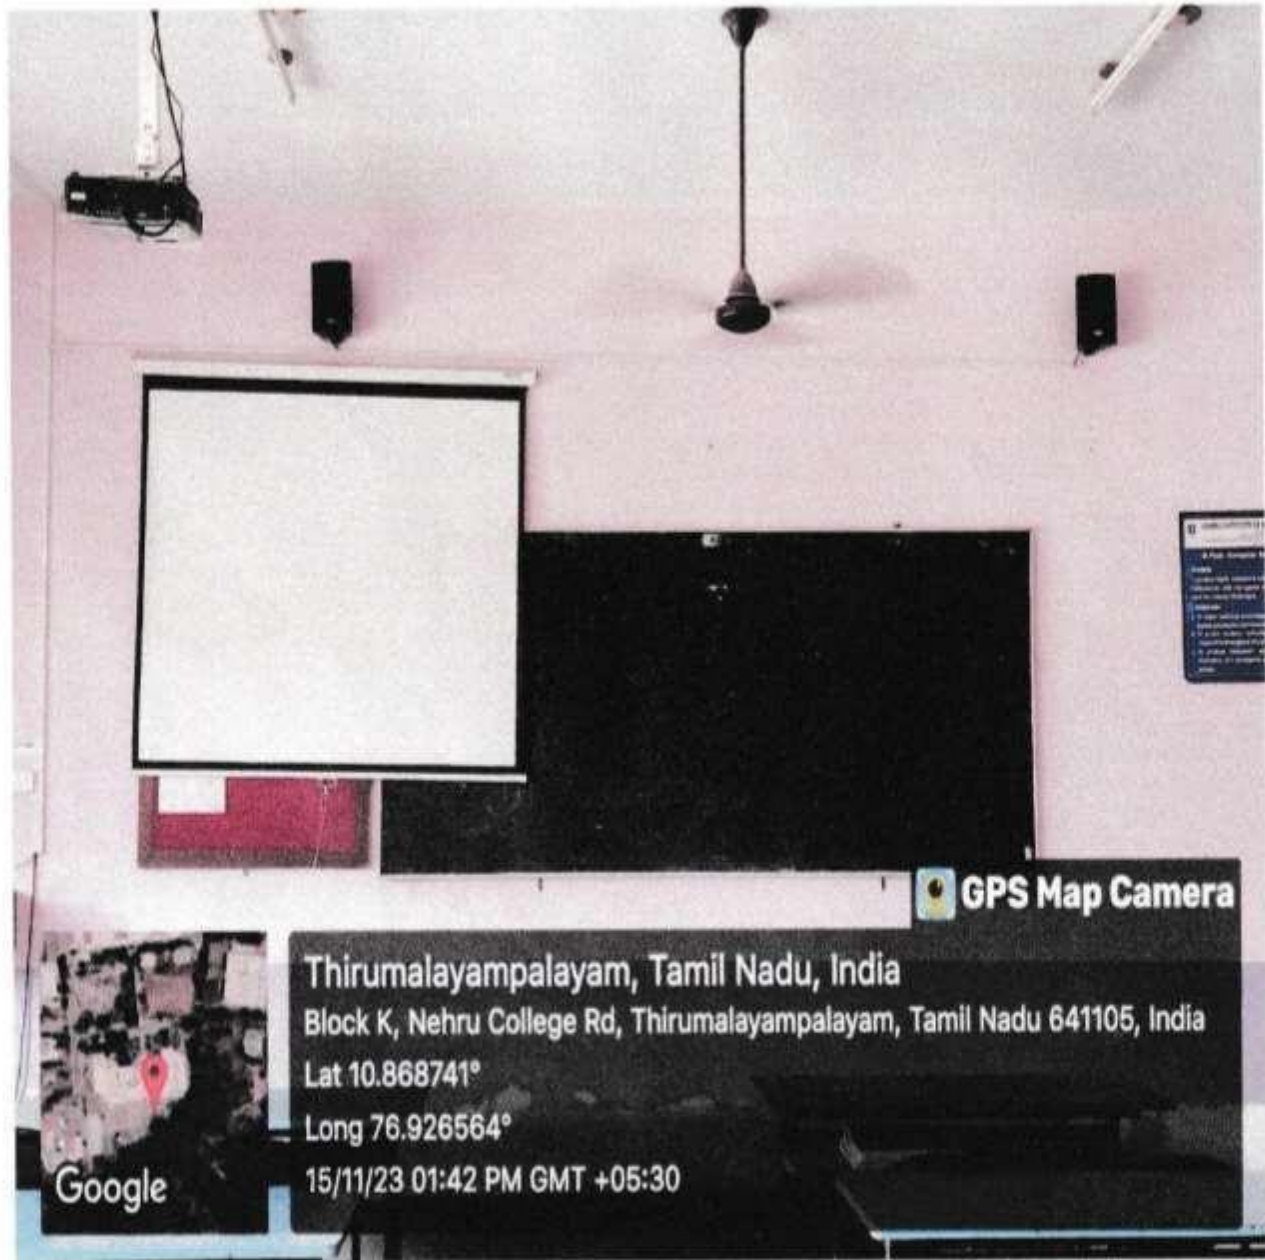 GPS Map Camera
Thirumalayampalayam, Tamil Nadu, India
Block K, Nehru College Rd, Thirumalayampalayam, Tamil Nadu 641105, India
Lat 10.868741°
Long 76.926564°
15/11/23 01:42 PM GMT +05:30
Google